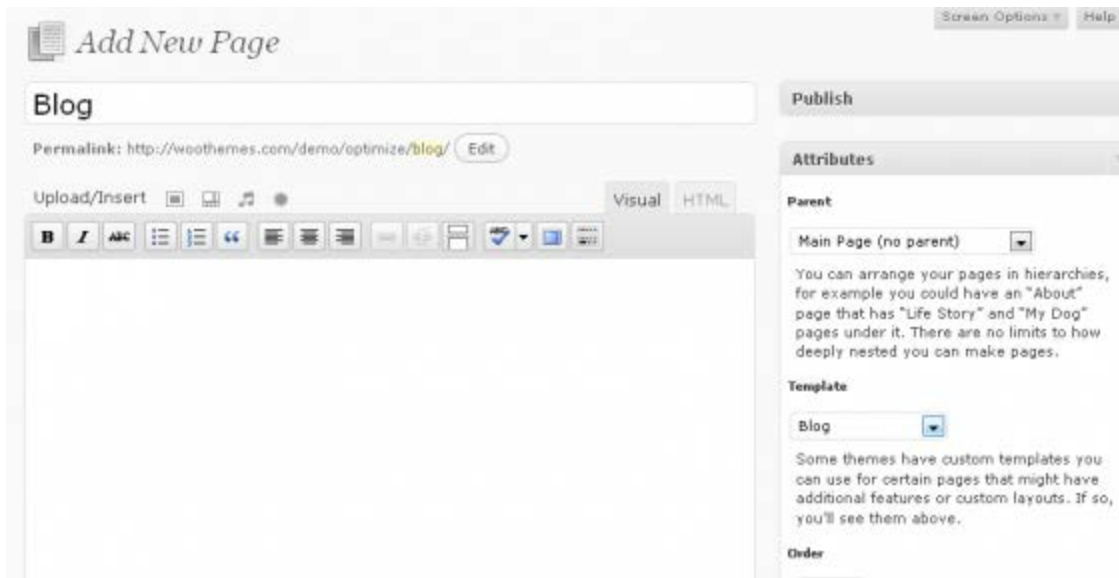 Screen Options Help
Add New Page
Blog
Permalink: http://woothemes.com/demo/optimize/blog/ Edit
Upload/Insert
Visual HTML
B I ABC
Publish
Attributes
Parent
Main Page (no parent)
You can arrange your pages in hierarchies,
for example you could have an "About"
page that has "Life Story" and "My Dog"
pages under it. There are no limits to how
deeply nested you can make pages.
Template
Blog
Some themes have custom templates you
can use for certain pages that might have
additional features or custom layouts. If so,
you'll see them above.
Order